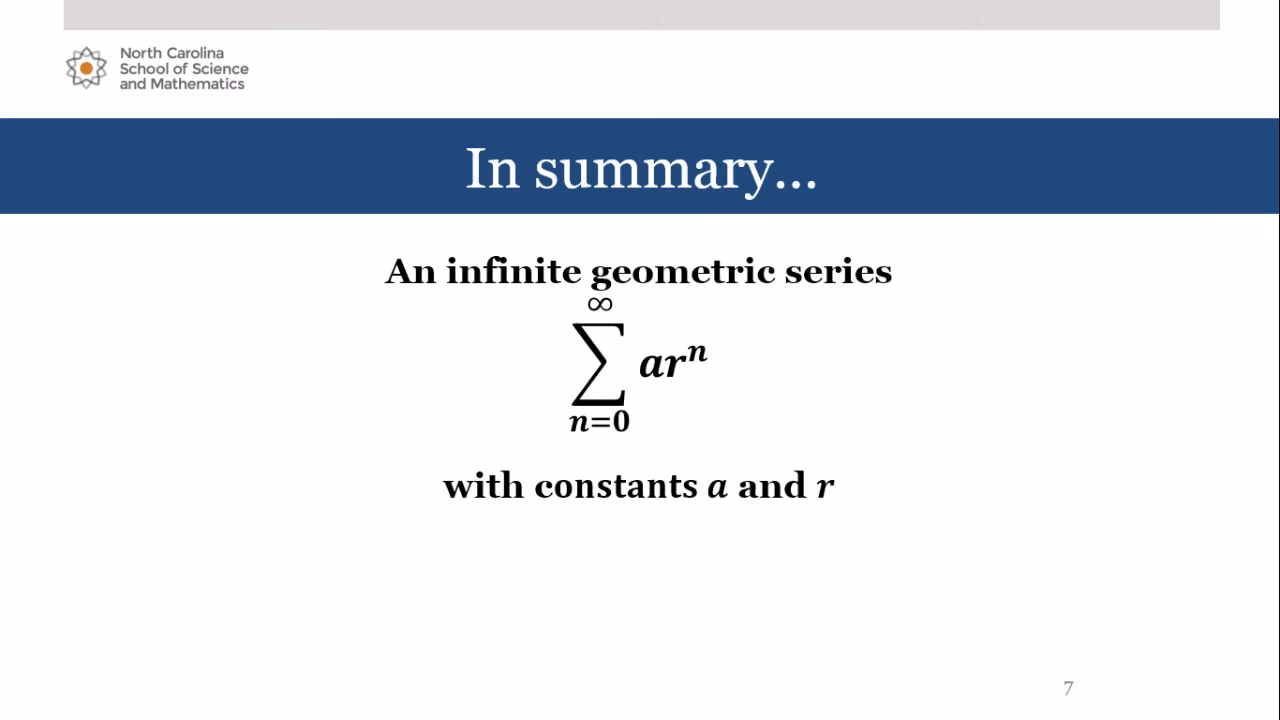 North Carolina
School of Science
and Mathematics
In summary...
An infinite geometric series
∞
∑ arⁿ
n=0
with constants a and r
7